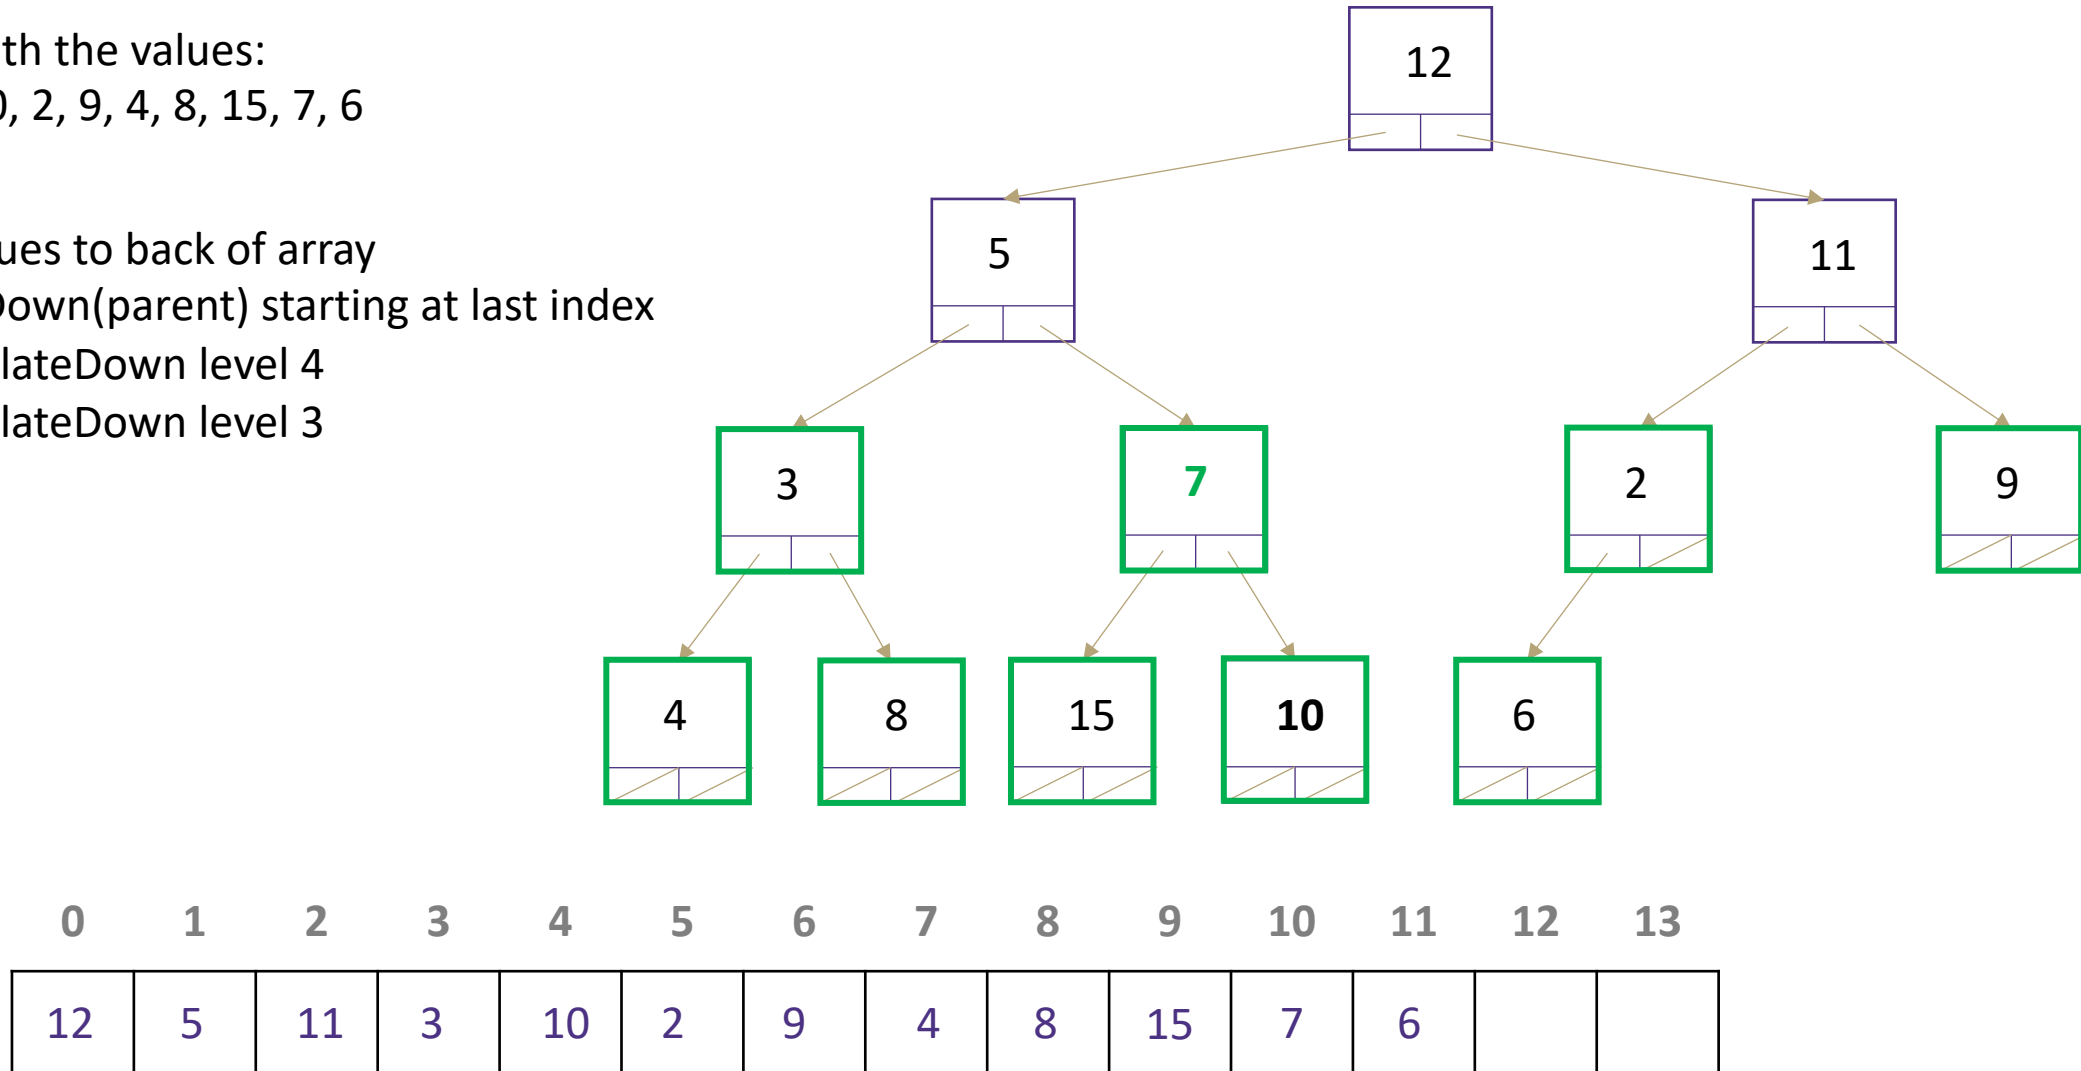 th the values:
0, 2, 9, 4, 8, 15, 7, 6
ues to back of array
Down(parent) starting at last index
lateDown level 4
lateDown level 3
12
5 11
3 7 2 9
4 8 15 10 6
0 1 2 3 4 5 6 7 8 9 10 11 12 13
12 5 11 3 10 2 9 4 8 15 7 6